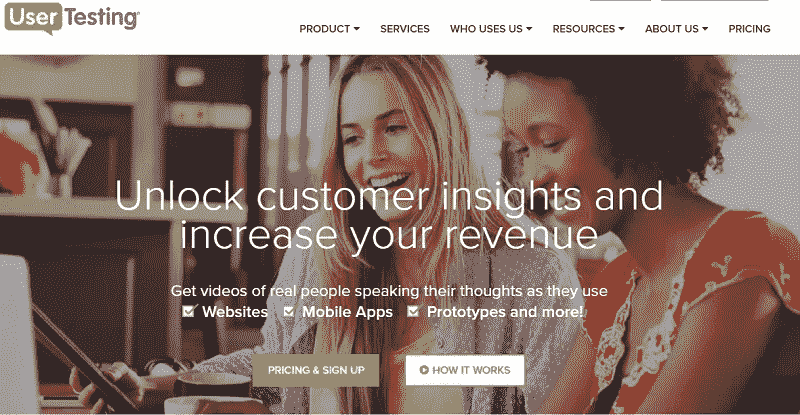 UserTesting
PRODUCT SERVICES WHO USES US RESOURCES ABOUT US PRICING
Unlock customer insights and
increase your revenue
Get videos of real people speaking their thoughts as they use
Websites Mobile Apps Prototypes and more!
PRICING & SIGN UP HOW IT WORKS